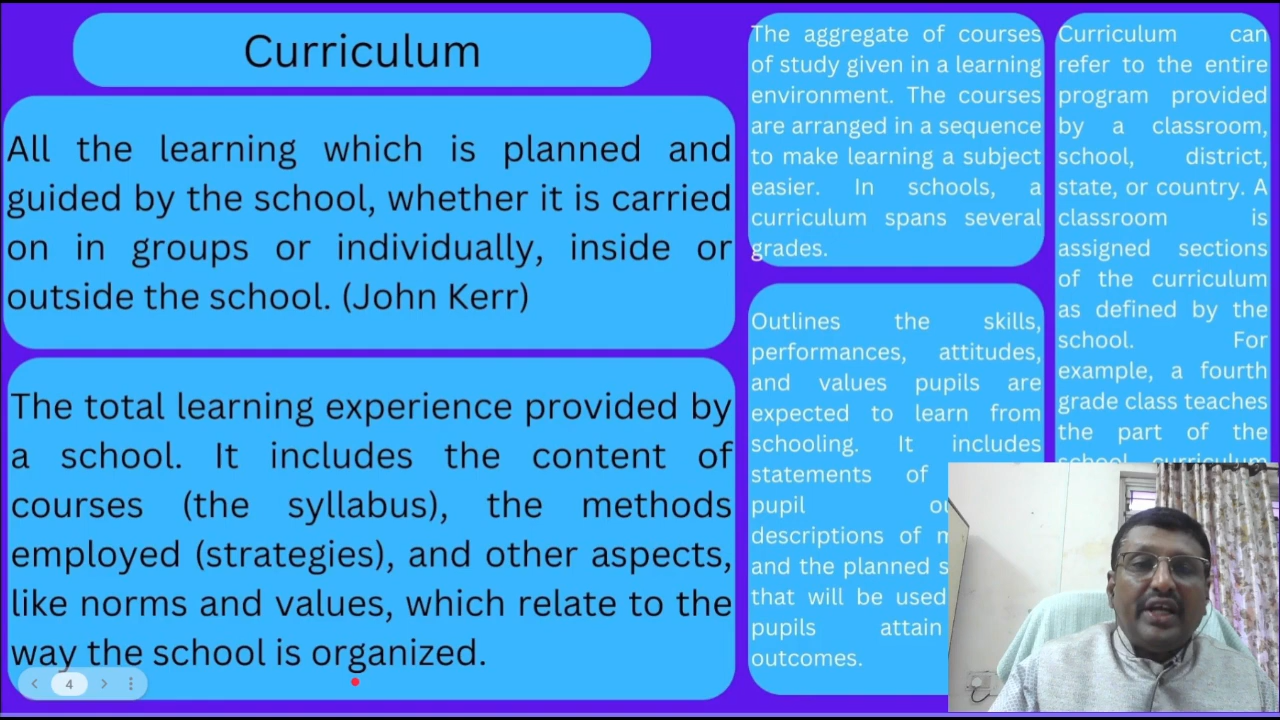 Curriculum
All the learning which is planned and
guided by the school, whether it is carried
on in groups or individually, inside or
outside the school. (John Kerr)
The total learning experience provided by
a school. It includes the content of
courses (the syllabus), the methods
employed (strategies), and other aspects,
like norms and values, which relate to the
way the school is organized.
The aggregate of courses
of study given in a learning
environment. The courses
are arranged in a sequence
to make learning a subject
easier. In schools, a
curriculum spans several
grades.
Outlines the skills,
performances, attitudes,
and values pupils are
expected to learn from
schooling. It includes
statements of
pupil
descriptions of
and the planned
that will be used
pupils attain
outcomes.
Curriculum can
refer to the entire
program provided
by a classroom,
school, district,
state, or country. A
classroom is
assigned sections
of the curriculum
as defined by the
school. For
example, a fourth
grade class teaches
the part of the
school curriculum
4